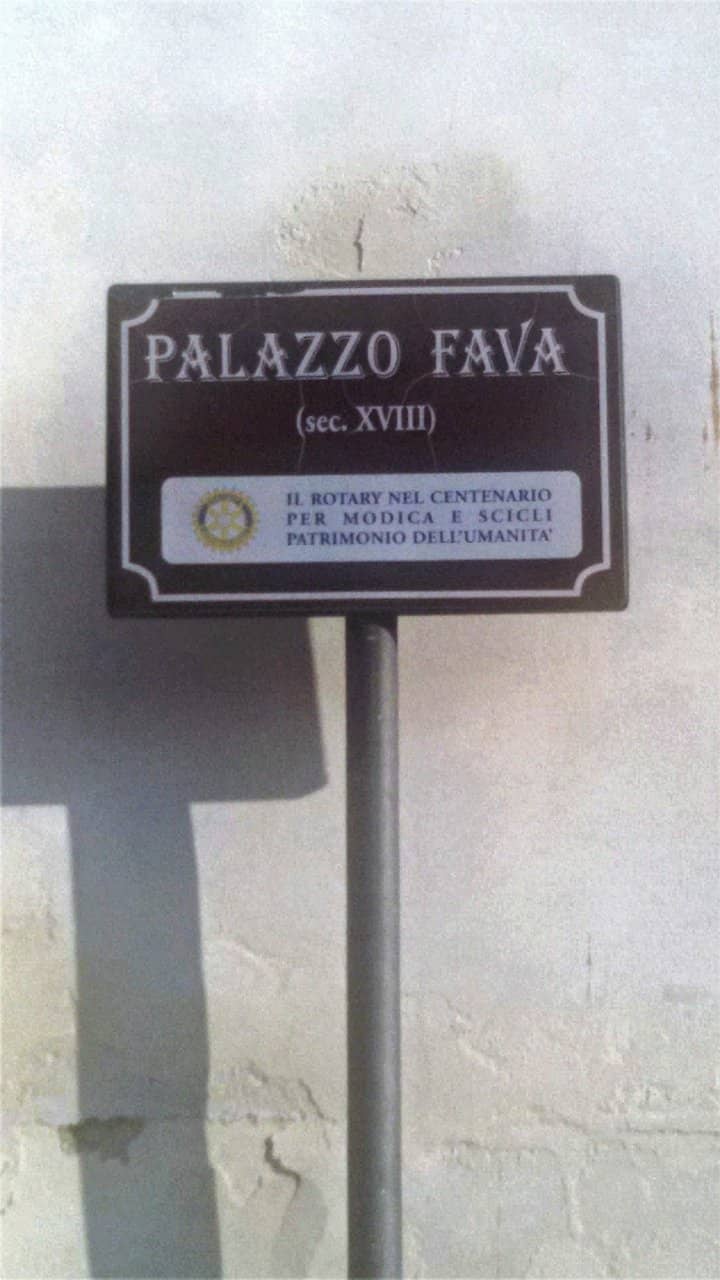 PALAZZO FAVA
(sec. XVIII)
IL ROTARY NEL CENTENARIO
PER MODICA E SCICLI
PATRIMONIO DELL'UMANITA'